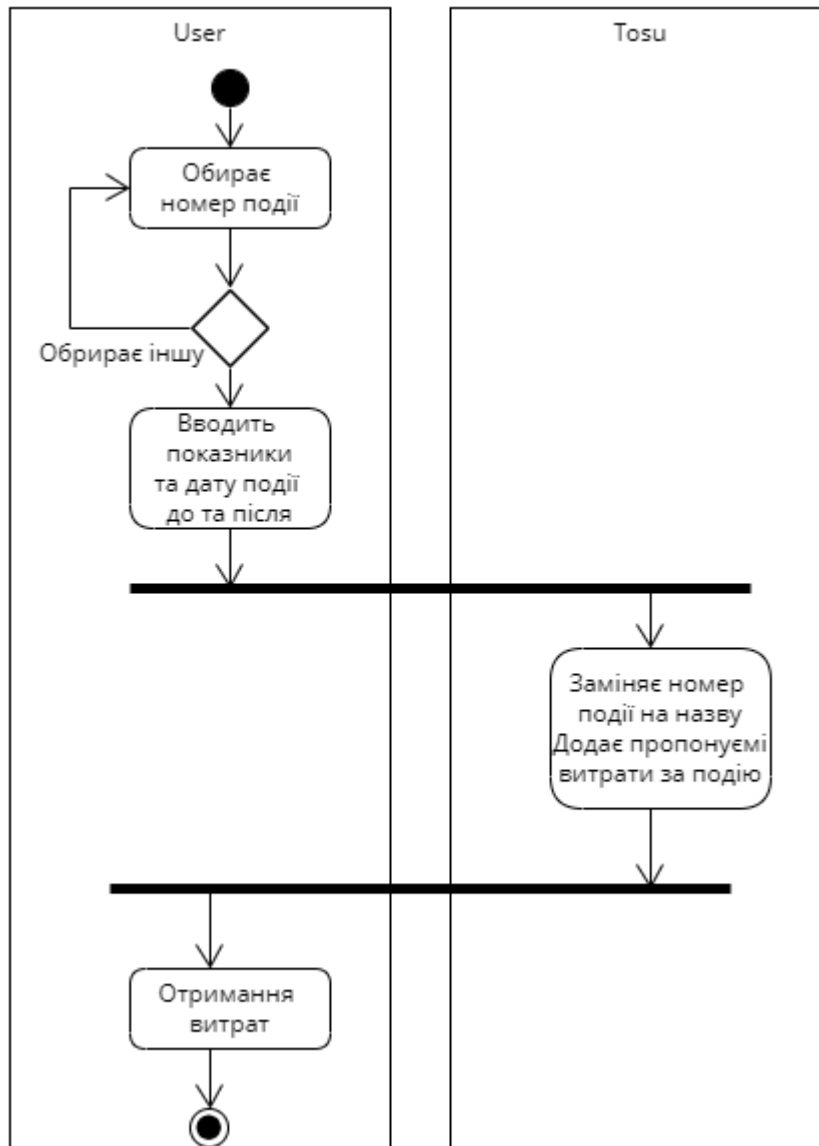 User
Tosu
Обирає
номер події
Обрирає іншу
Вводить
показники
та дату події
до та після
Заміняє номер
події на назву
Додає пропонуємі
витрати за подію
Отримання
витрат